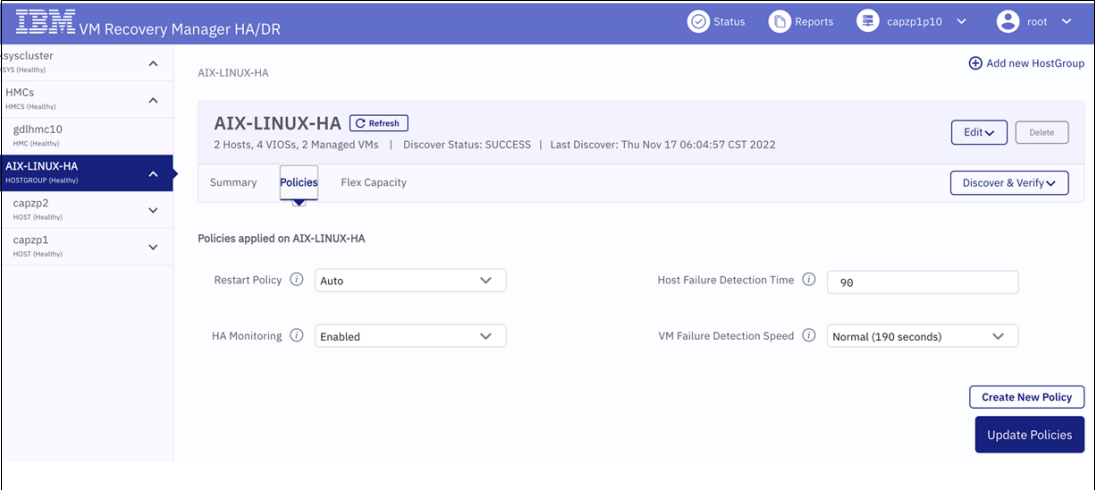 IBM VM Recovery Manager HA/DR
Status
Reports
capzp1p10
root
ksyscluster
KSYS (Healthy)
HMCs
HMCS (Healthy)
gdlhmc10
HMC (Healthy)
AIX-LINUX-HA
HOSTGROUP (Healthy)
capzp2
HOST (Healthy)
capzp1
HOST (Healthy)
AIX-LINUX-HA
Add new HostGroup
AIX-LINUX-HA Refresh
2 Hosts, 4 VIOSs, 2 Managed VMs | Discover Status: SUCCESS | Last Discover: Thu Nov 17 06:04:57 CST 2022
Edit
Delete
Summary Policies Flex Capacity
Discover & Verify
Policies applied on AIX-LINUX-HA
Restart Policy Auto
Host Failure Detection Time 90
HA Monitoring Enabled
VM Failure Detection Speed Normal (190 seconds)
Create New Policy
Update Policies